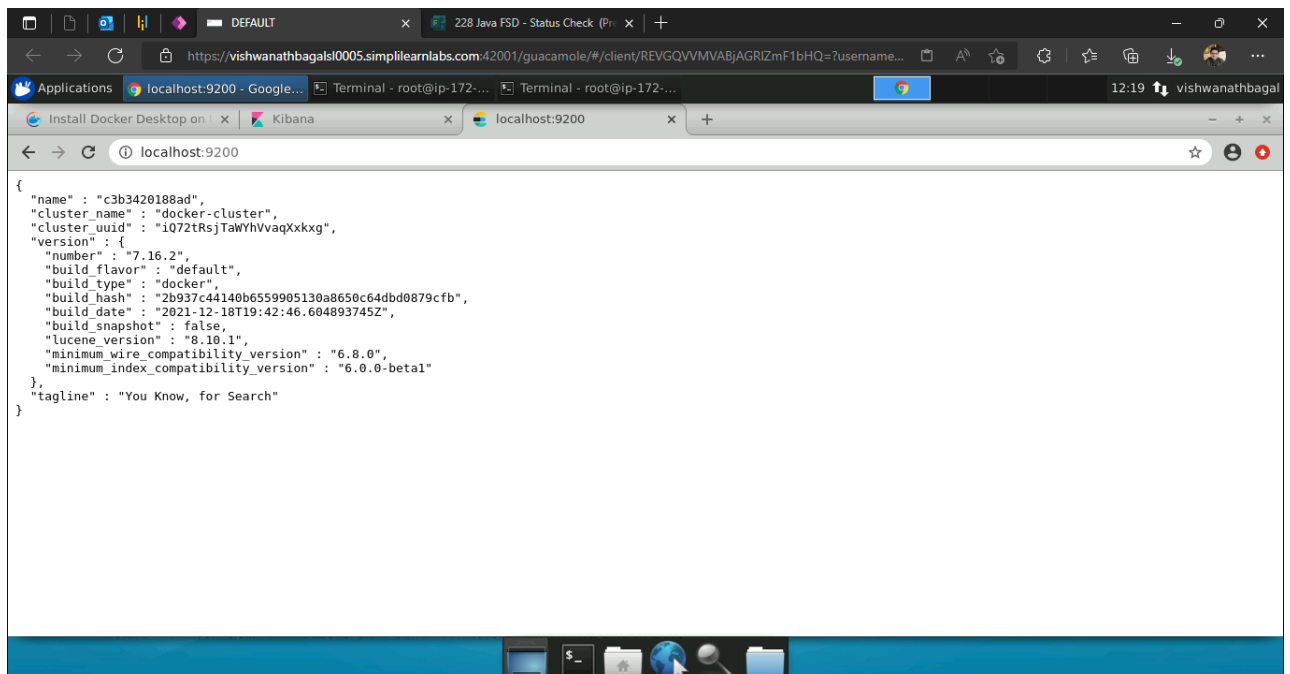 DEFAULT
228 Java FSD - Status Check (Pr
https://vishwanathbagalsl0005.simplilearnlabs.com:42001/guacamole/#/client/REVGQVVMVABjAGRlZmF1bHQ=?username...
Applications localhost:9200 - Google... Terminal - root@ip-172-... Terminal - root@ip-172-... 12:19 vishwanathbagal
Install Docker Desktop on Kibana localhost:9200
localhost:9200
{
"name" : "c3b3420188ad",
"cluster_name" : "docker-cluster",
"cluster_uuid" : "iQ72tRsjTaWYhVvaqXxkxg",
"version" : {
"number" : "7.16.2",
"build_flavor" : "default",
"build_type" : "docker",
"build_hash" : "2b937c44140b6559905130a8650c64dbd0879cfb",
"build_date" : "2021-12-18T19:42:46.604893745Z",
"build_snapshot" : false,
"lucene_version" : "8.10.1",
"minimum_wire_compatibility_version" : "6.8.0",
"minimum_index_compatibility_version" : "6.0.0-beta1"
},
"tagline" : "You Know, for Search"
}